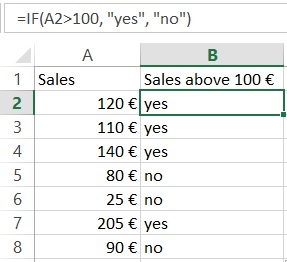 =IF(A2>100, "yes", "no")
A B
1 Sales Sales above 100 €
2 120 € yes
3 110 € yes
4 140 € yes
5 80 € no
6 25 € no
7 205 € yes
8 90 € no